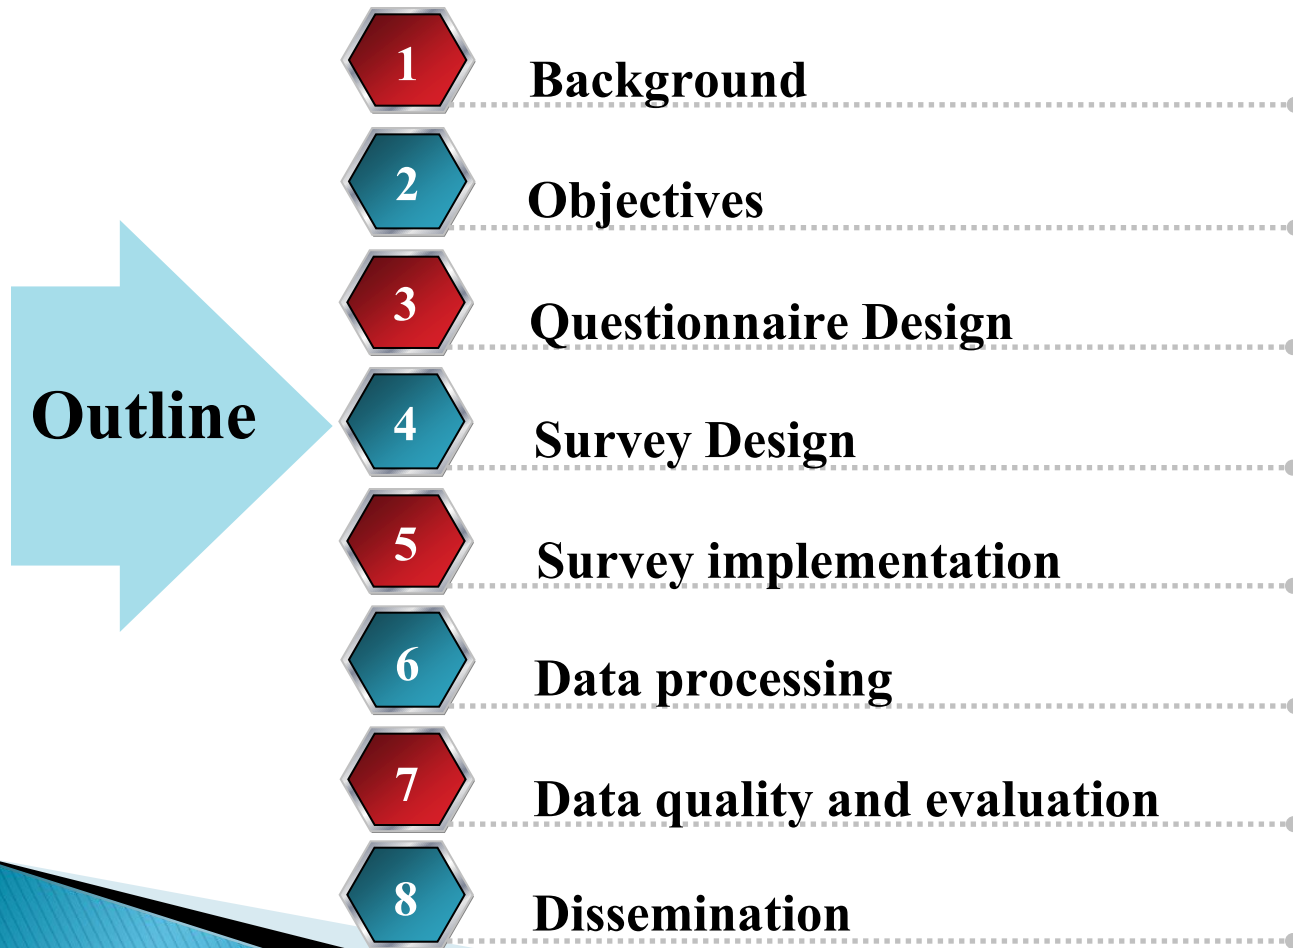 Outline
1 Background
2 Objectives
3 Questionnaire Design
4 Survey Design
5 Survey implementation
6 Data processing
7 Data quality and evaluation
8 Dissemination